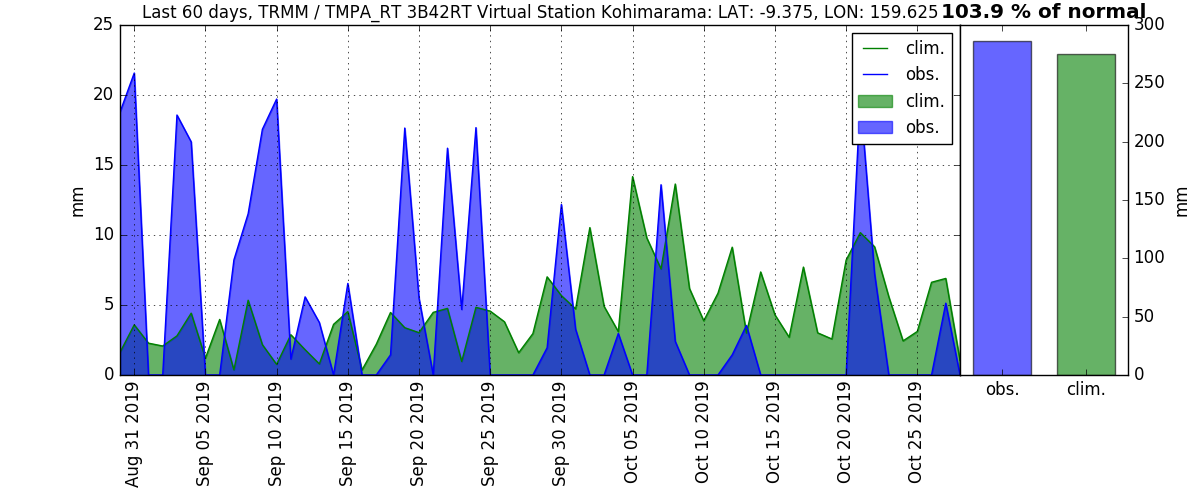 Last 60 days, TRMM / TMPA_RT 3B42RT Virtual Station Kohimarama: LAT: -9.375, LON: 159.625 103.9 % of normal
25
20
15
10
5
0
mm
clim.
obs.
clim.
obs.
300
250
200
150
100
50
0
mm
Aug 31 2019
Sep 05 2019
Sep 10 2019
Sep 15 2019
Sep 20 2019
Sep 25 2019
Sep 30 2019
Oct 05 2019
Oct 10 2019
Oct 15 2019
Oct 20 2019
Oct 25 2019
obs.
clim.